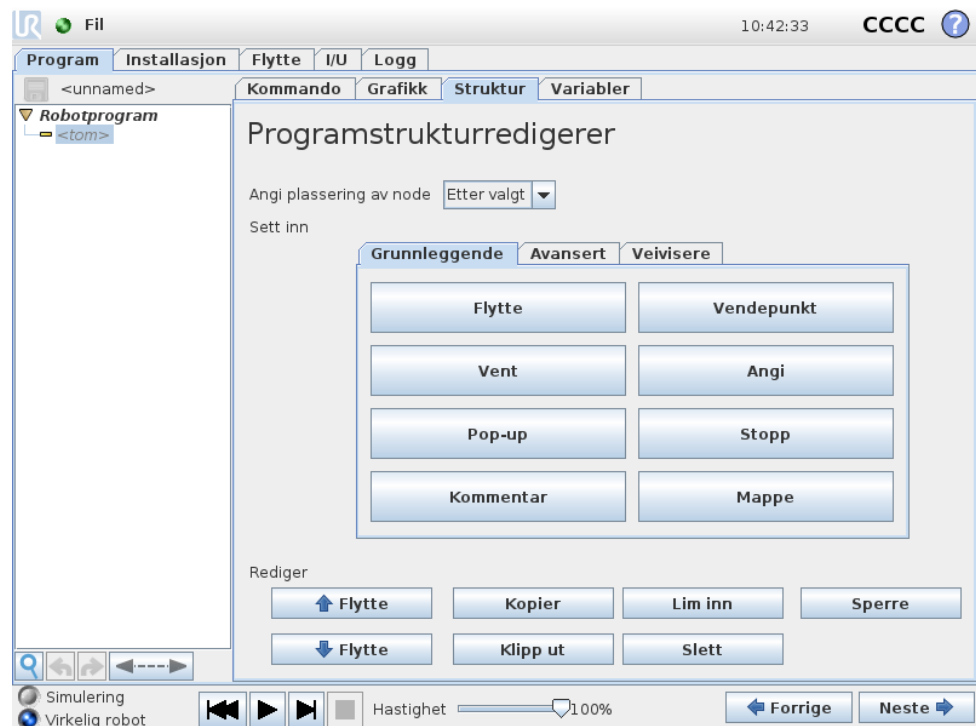 UR Fil 10:42:33 CCCC ?
Program Installasjon Flytte I/U Logg
<unnamed>
Kommando Grafikk Struktur Variabler
Robotprogram
<tom>
Programstrukturredigerer
Angi plassering av node Etter valgt
Sett inn
Grunnleggende Avansert Veivisere
Flytte Vendepunkt
Vent Angi
Pop-up Stopp
Kommentar Mappe
Rediger
Flytte Kopier Lim inn Sperre
Flytte Klipp ut Slett
Simulering
Virkelig robot
Hastighet 100%
Forrige Neste